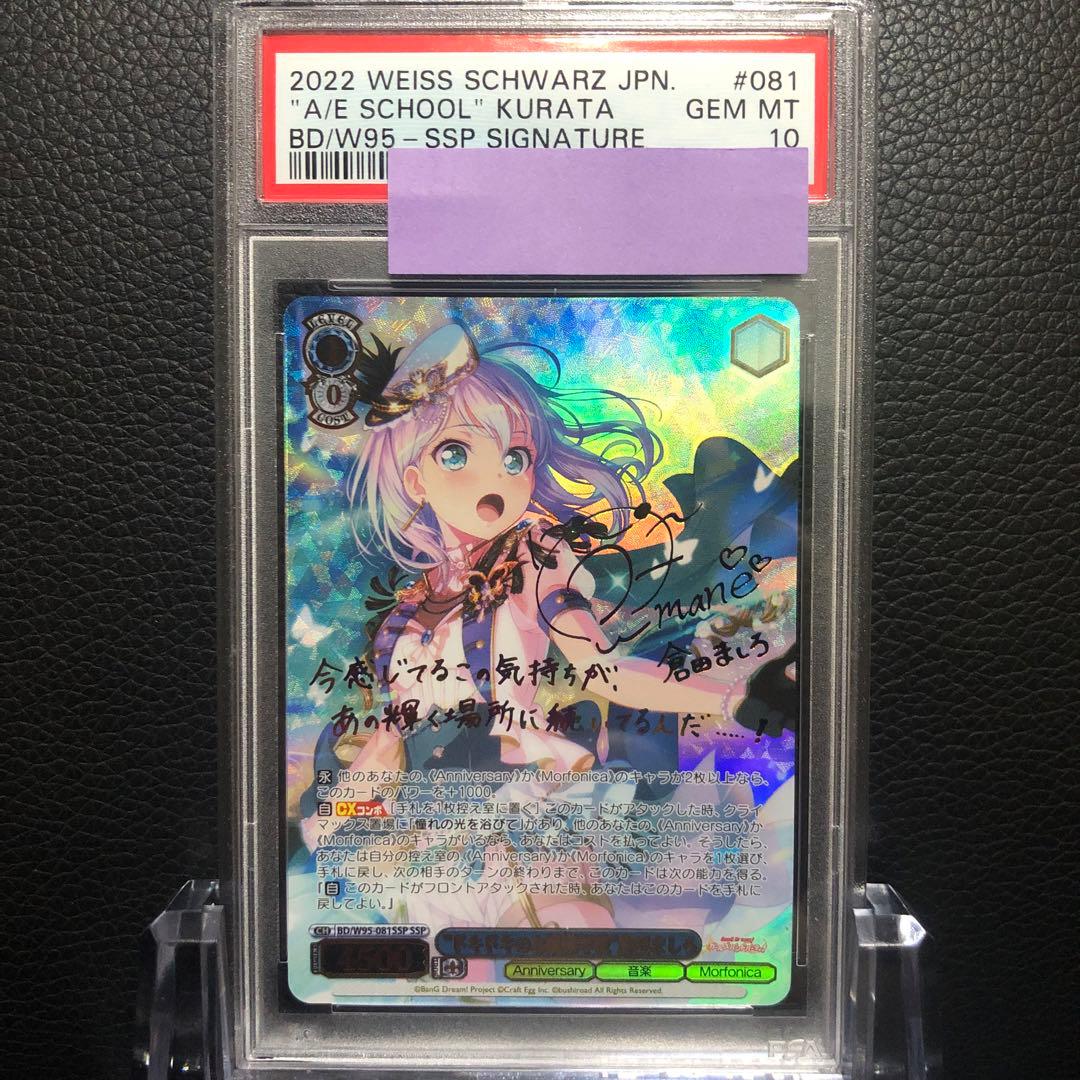 2022 WEISS SCHWARZ JPN. #081
"A/E SCHOOL" KURATA GEM MT
BD/W95-SSP SIGNATURE 10
LEVEL
0
COST
mane
倉田ましろ
今感じてるこの気持ちが、
あの輝く場所に続いてるんだ……!
永 他のあなたの、《Anniversary》か《Morfonica》のキャラが2枚以上なら、
このカードのパワーを+1000。
自 CXコンボ [手札を1枚控え室に置く] このカードがアタックした時、クライ
マックス置場に「憧れの光を浴びて」があり、他のあなたの、《Anniversary》か
《Morfonica》のキャラがいるなら、あなたはコストを払ってよい。そうしたら、
あなたは自分の控え室の、《Anniversary》か《Morfonica》のキャラを1枚選び、
手札に戻し、次の相手のターンの終わりまで、このカードは次の能力を得る。
「自 このカードがフロントアタックされた時、あなたはこのカードを手札に
戻してよい。」
CH BD/W95-081SSP SSP
Anniversary 音楽 Morfonica
©BanG Dream! Project ©Craft Egg Inc. ©bushiroad All Rights Reserved.
PSA